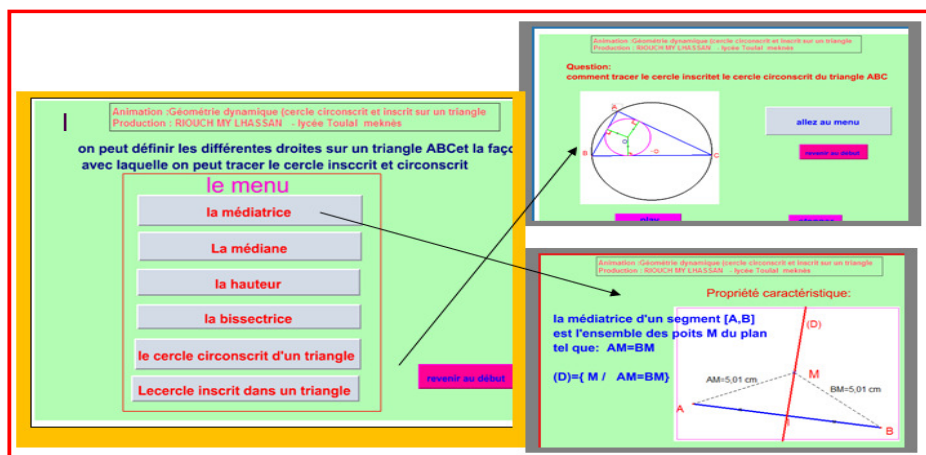 Animation :Géométrie dynamique (cercle circonscrit et inscrit sur un triangle
Production : RIOUCH MY LHASSAN - lycée Toulal meknès
on peut définir les différentes droites sur un triangle ABCet la faço
avec laquelle on peut tracer le cercle insccrit et circonscrit
le menu
la médiatrice
La médiane
la hauteur
la bissectrice
le cercle circonscrit d'un triangle
Lecercle inscrit dans un triangle
revenir au début
Animation :Géométrie dynamique (cercle circonscrit et inscrit sur un triangle
Production : RIOUCH MY LHASSAN - lycée Toulal meknès
Question:
comment tracer le cercle inscritet le cercle circonscrit du triangle ABC
A
B
C
O
allez au menu
revenir au début
Animation :Géométrie dynamique (cercle circonscrit et inscrit sur un triangle
Production : RIOUCH MY LHASSAN - lycée Toulal meknès
Propriété caractéristique:
la médiatrice d'un segment [A,B]
est l'ensemble des poits M du plan
tel que: AM=BM
(D)={ M / AM=BM}
(D)
M
AM=5,01 cm
BM=5,01 cm
A
I
B